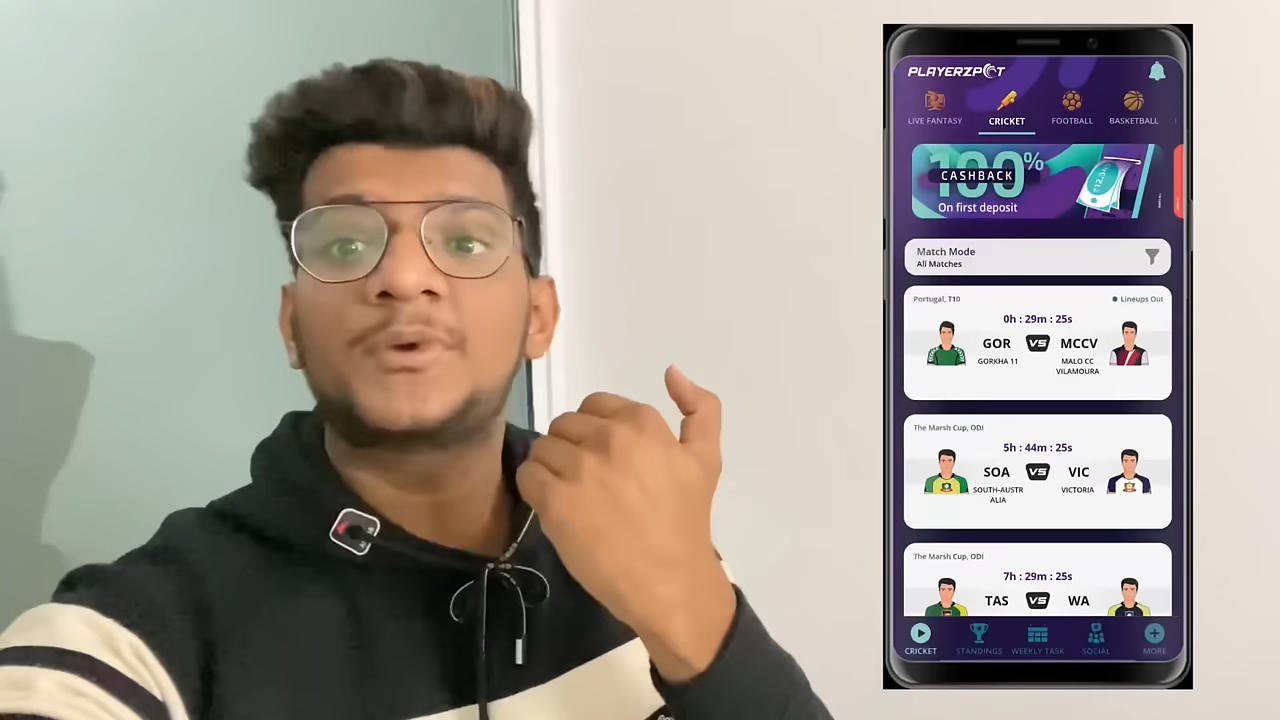 PLAYERZPOT
LIVE FANTASY
CRICKET
FOOTBALL
BASKETBALL
100%
CASHBACK
On first deposit
Match Mode
All Matches
Portugal, T10
Lineups Out
0h : 29m : 25s
GOR VS MCCV
GORKHA 11
MALO CC
VILAMOURA
The Marsh Cup, ODI
5h : 44m : 25s
SOA VS VIC
SOUTH-AUSTR
ALIA
VICTORIA
The Marsh Cup, ODI
7h : 29m : 25s
TAS VS WA
CRICKET
STANDINGS
WEEKLY TASK
SOCIAL
MORE